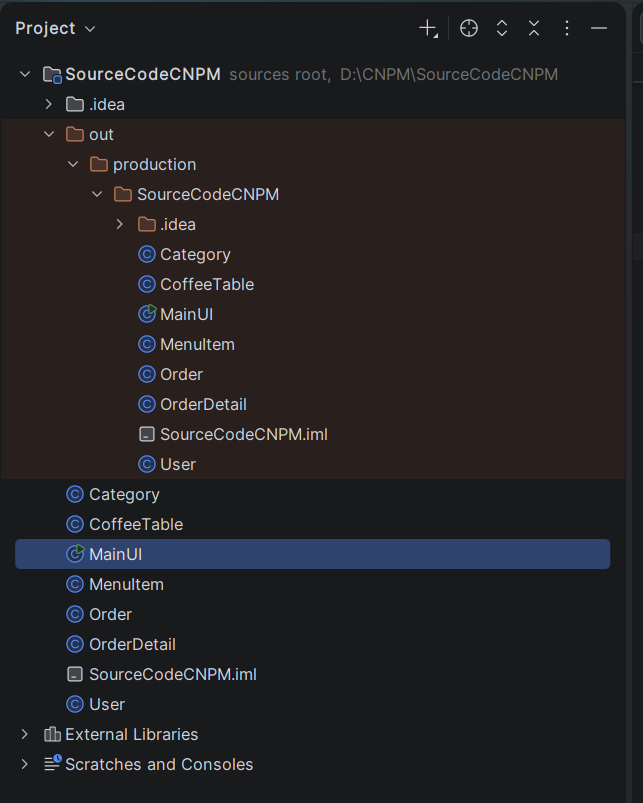 Project
SourceCodeCNPM sources root, D:\CNPM\SourceCodeCNPM
.idea
out
production
SourceCodeCNPM
.idea
Category
CoffeeTable
MainUI
MenuItem
Order
OrderDetail
SourceCodeCNPM.iml
User
Category
CoffeeTable
MainUI
MenuItem
Order
OrderDetail
SourceCodeCNPM.iml
User
External Libraries
Scratches and Consoles